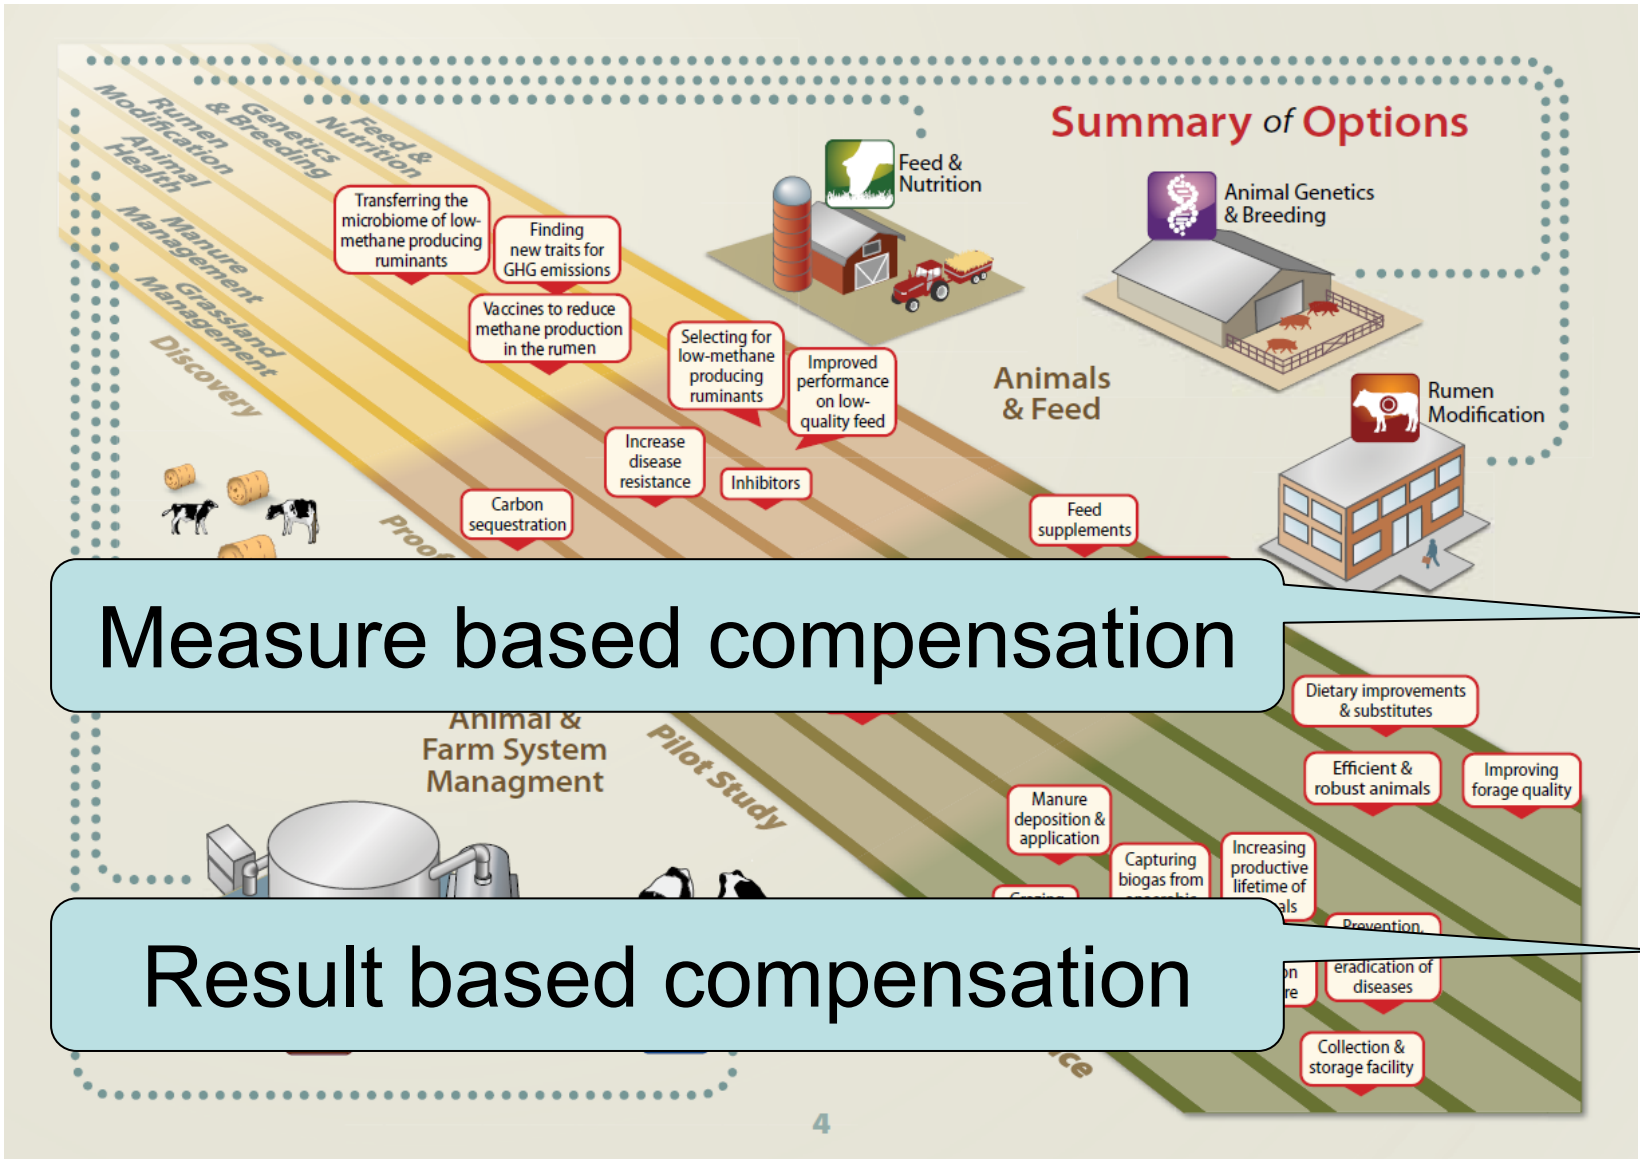 Summary of Options
Feed &
Nutrition
Genetics
& Breeding
Rumen
Modification
Animal
Health
Manure
Management
Grassland
Management
Discovery
Transferring the
microbiome of low-
methane producing
ruminants
Finding
new traits for
GHG emissions
Vaccines to reduce
methane production
in the rumen
Feed &
Nutrition
Animal Genetics
& Breeding
Selecting for
low-methane
producing
ruminants
Improved
performance
on low-
quality feed
Animals
& Feed
Rumen
Modification
Increase
disease
resistance
Inhibitors
Carbon
sequestration
Feed
supplements
Proof
Measure based compensation
Animal &
Farm System
Managment
Pilot Study
Dietary improvements
& substitutes
Efficient &
robust animals
Improving
forage quality
Manure
deposition &
application
Capturing
biogas from
Increasing
productive
lifetime of
Prevention,
eradication of
diseases
Result based compensation
Collection &
storage facility
4